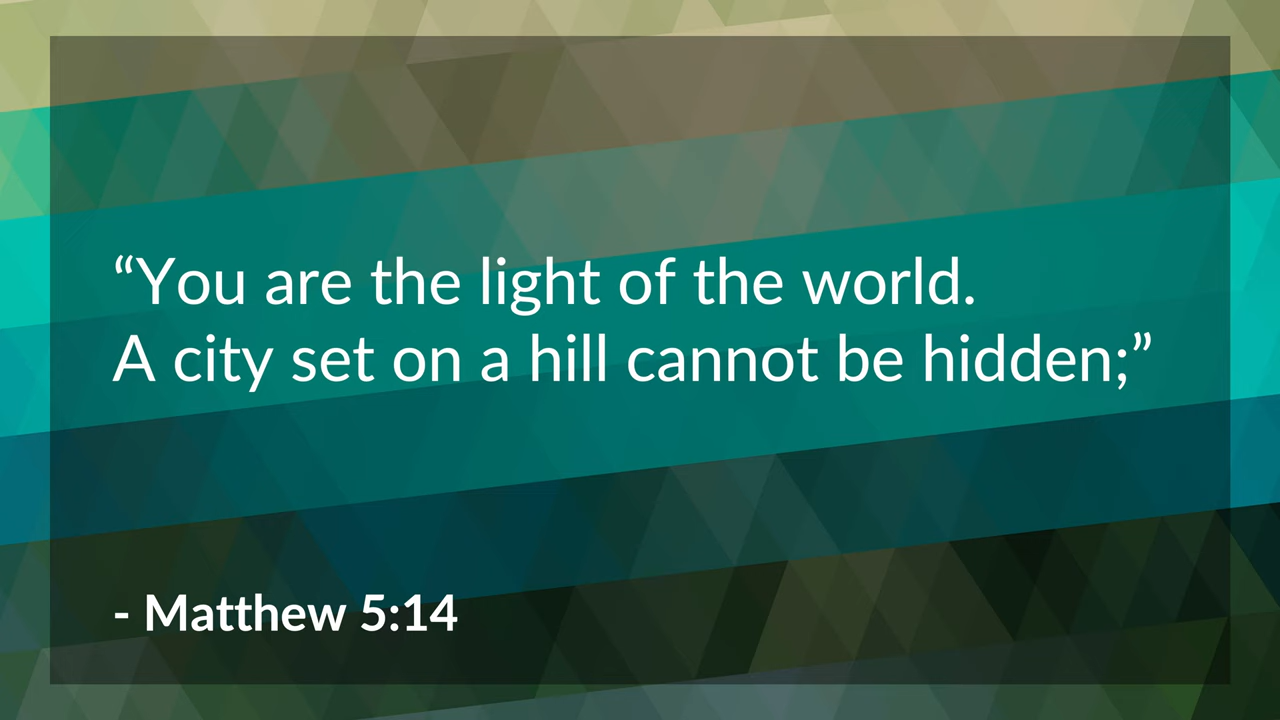 “You are the light of the world.
A city set on a hill cannot be hidden;”
- Matthew 5:14